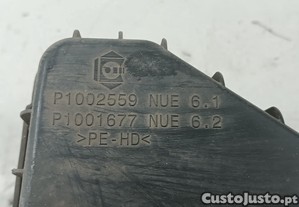 P1002559 NUE 6.1
P1001677 NUE 6.2
>PE-HD<
CustoJusto.pt